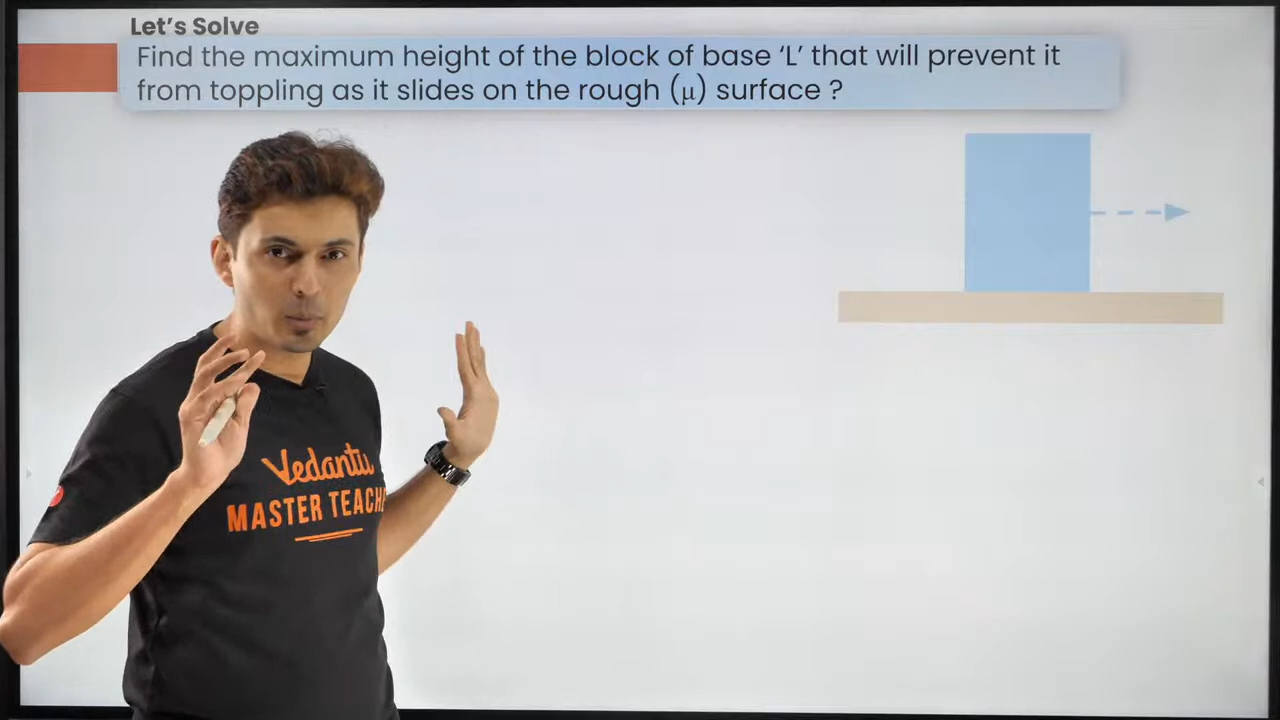 Let's Solve
Find the maximum height of the block of base ‘L’ that will prevent it
from toppling as it slides on the rough (μ) surface ?
Vedantu
MASTER TEACHE